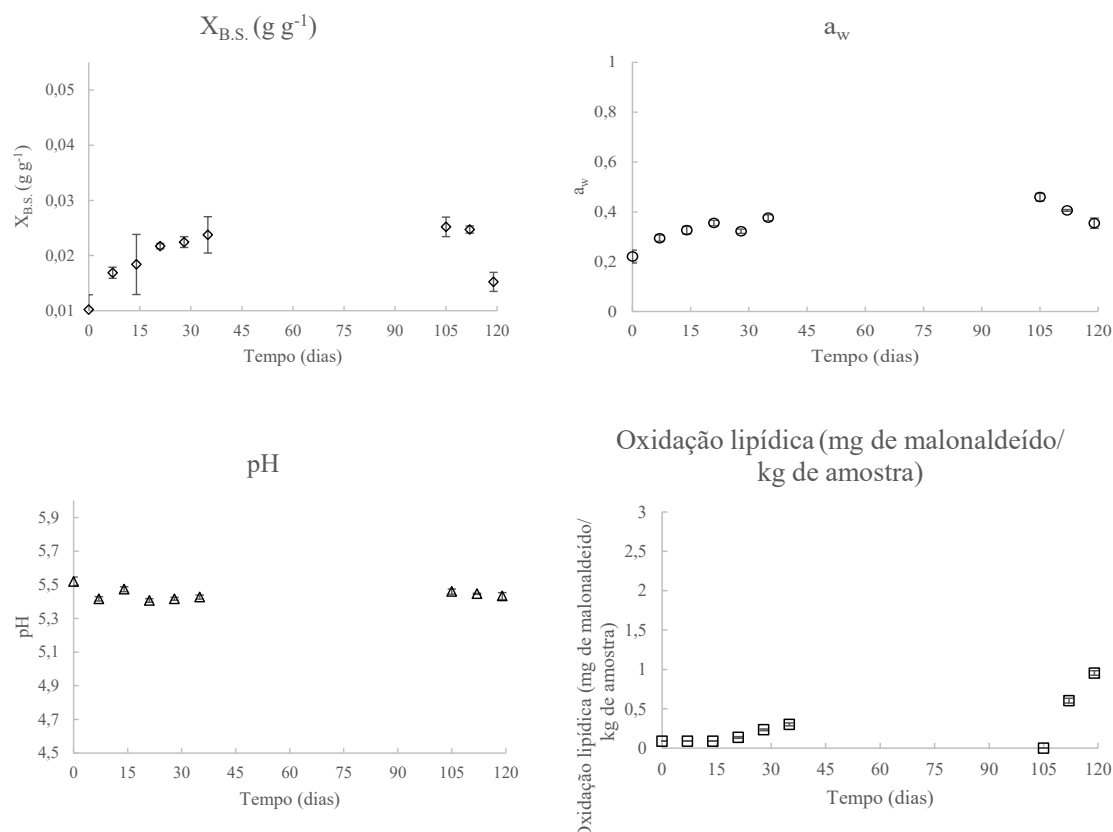 X_B.S. (g g⁻¹)
0,05
0,04
0,03
0,02
0,01
X_B.S. (g g⁻¹)
0 15 30 45 60 75 90 105 120
Tempo (dias)
a_w
1
0,8
0,6
0,4
0,2
0
a_w
0 15 30 45 60 75 90 105 120
Tempo (dias)
pH
5,9
5,7
5,5
5,3
5,1
4,9
4,7
4,5
pH
0 15 30 45 60 75 90 105 120
Tempo (dias)
Oxidação lipídica (mg de malonaldeído/
kg de amostra)
3
2,5
2
1,5
1
0,5
0
Oxidação lipídica (mg de malonaldeído/
kg de amostra)
0 15 30 45 60 75 90 105 120
Tempo (dias)